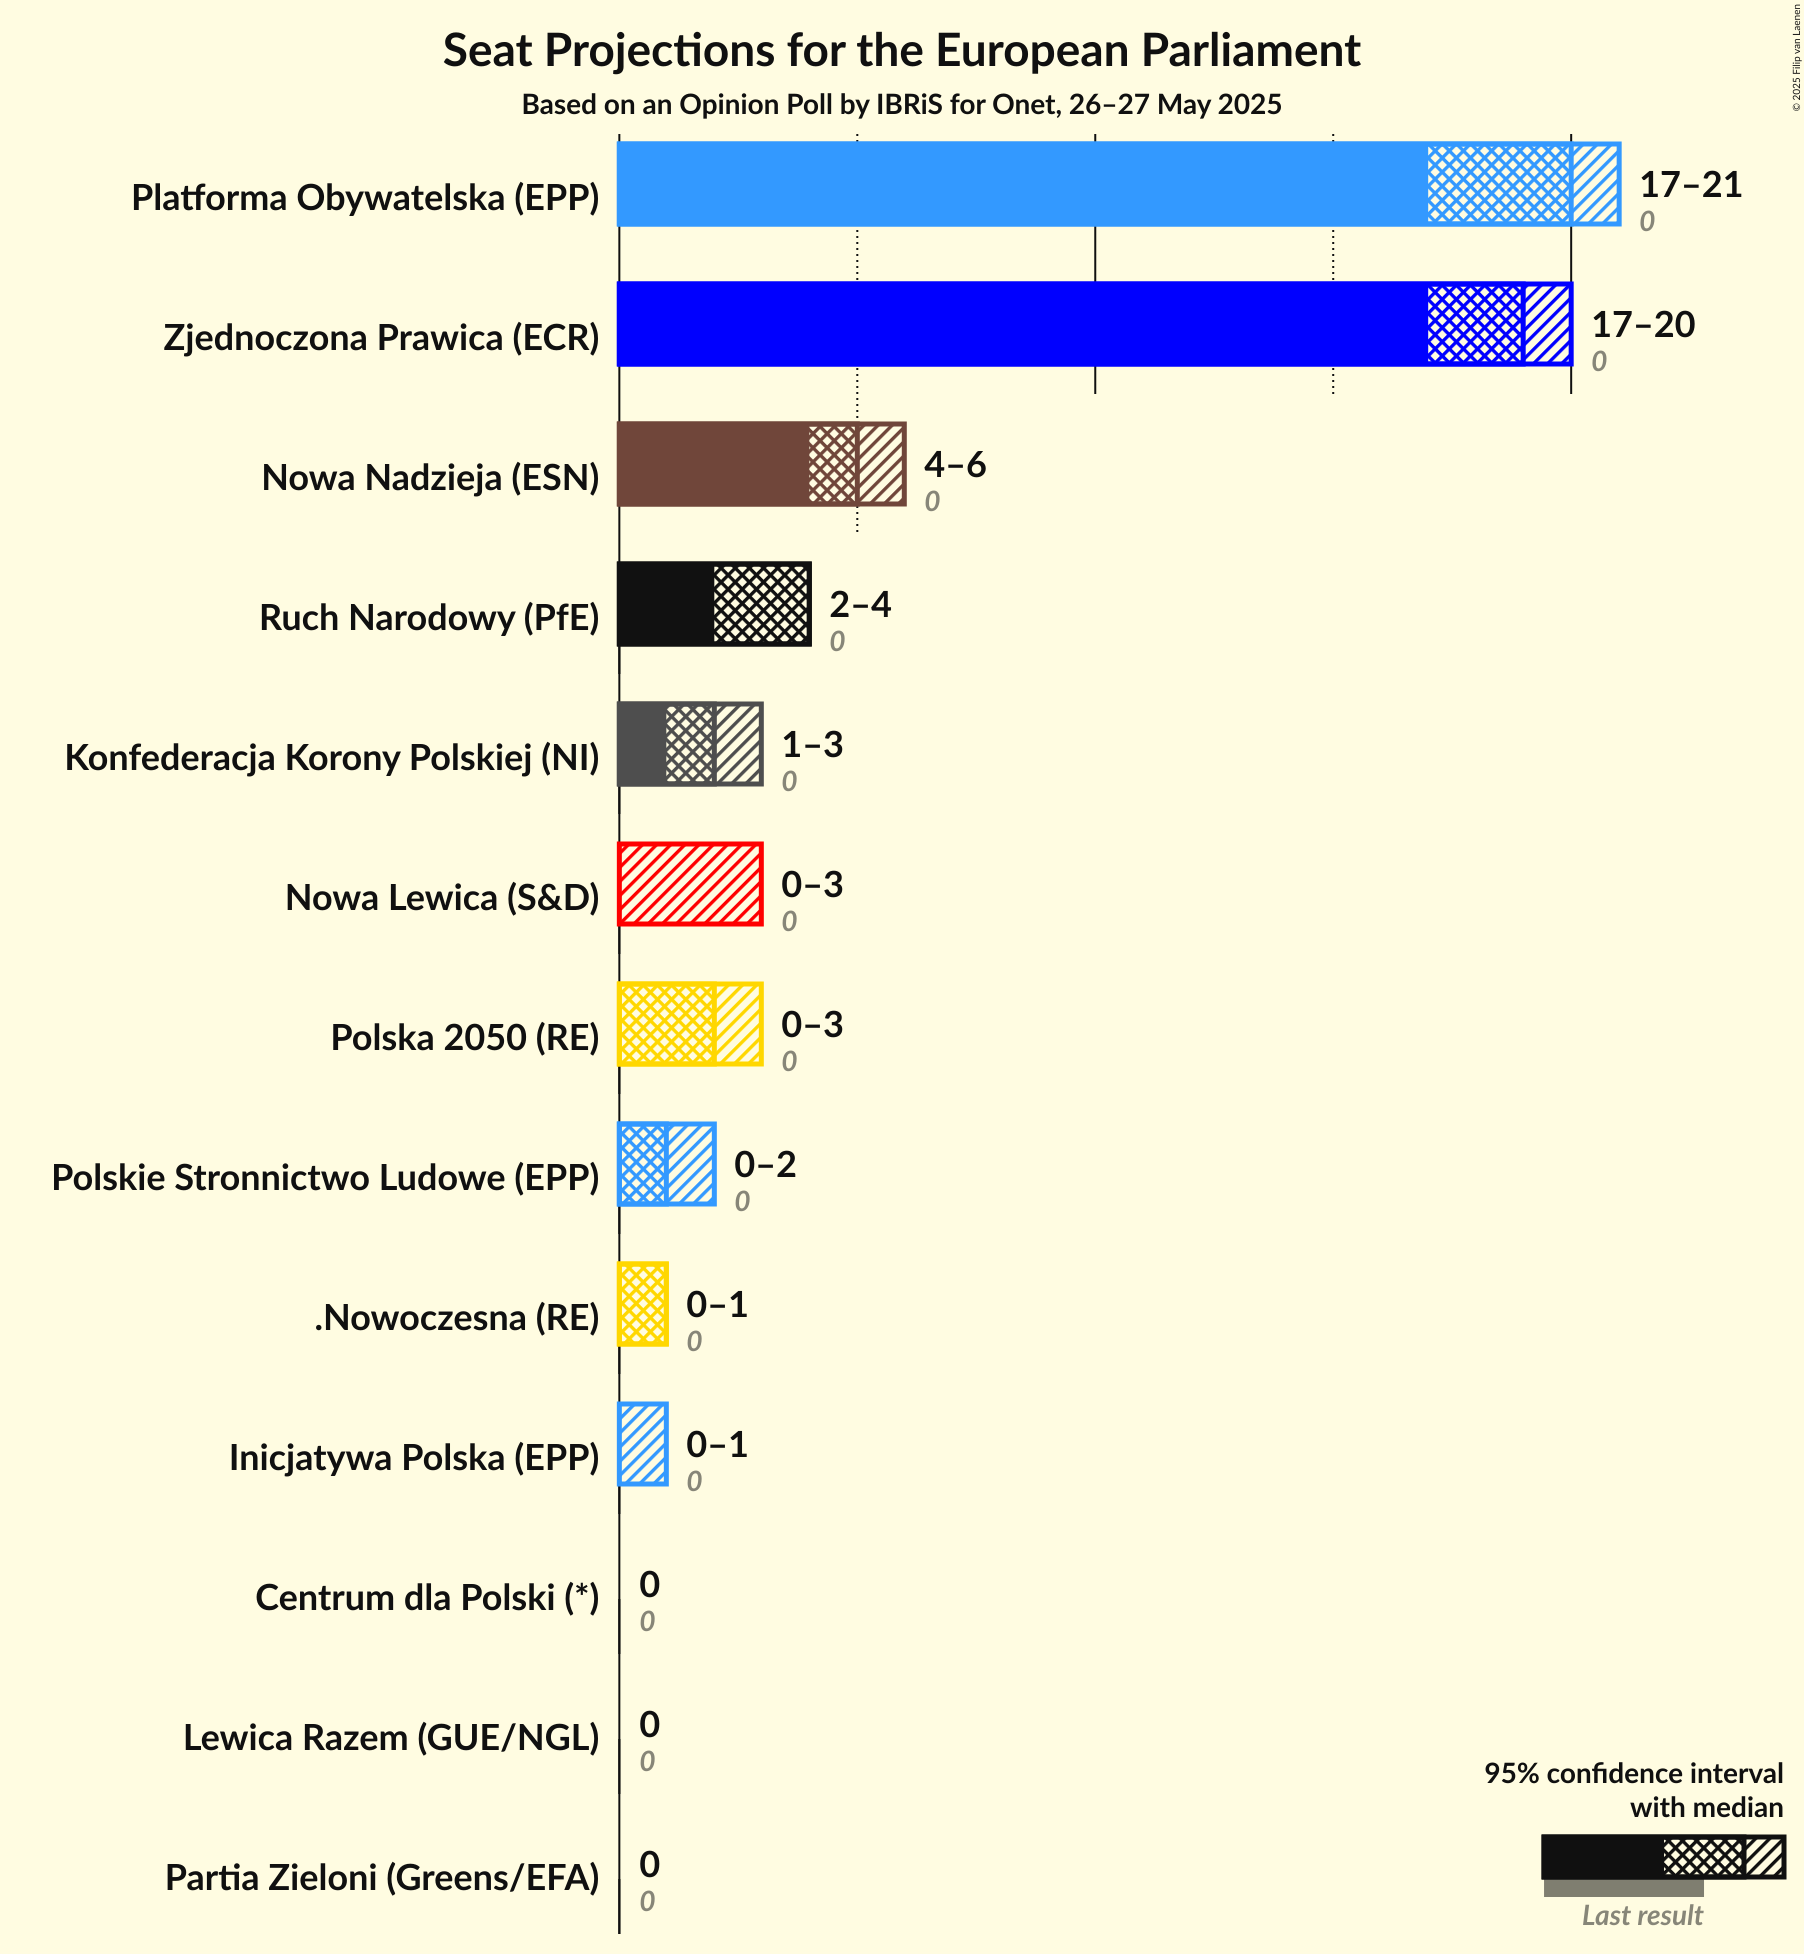 Seat Projections for the European Parliament
Based on an Opinion Poll by IBRiS for Onet, 26–27 May 2025
© 2025 Filip van Laenen
Platforma Obywatelska (EPP)
17–21
0
Zjednoczona Prawica (ECR)
17–20
0
Nowa Nadzieja (ESN)
4–6
0
Ruch Narodowy (PfE)
2–4
0
Konfederacja Korony Polskiej (NI)
1–3
0
Nowa Lewica (S&D)
0–3
0
Polska 2050 (RE)
0–3
0
Polskie Stronnictwo Ludowe (EPP)
0–2
0
.Nowoczesna (RE)
0–1
0
Inicjatywa Polska (EPP)
0–1
0
Centrum dla Polski (*)
0
0
Lewica Razem (GUE/NGL)
0
0
Partia Zieloni (Greens/EFA)
0
0
95% confidence interval
with median
Last result